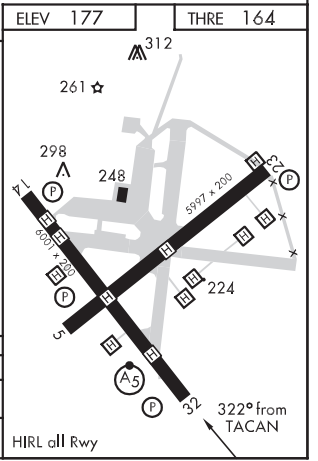 ELEV 177
THRE 164
312
261
298
P
248
14
23
P
5997 x 200
H
H
H
H
6001 x 200
H
H
H
H
224
P
H
H
5
H
H
A5
P
32
322° from
TACAN
HIRL all Rwy